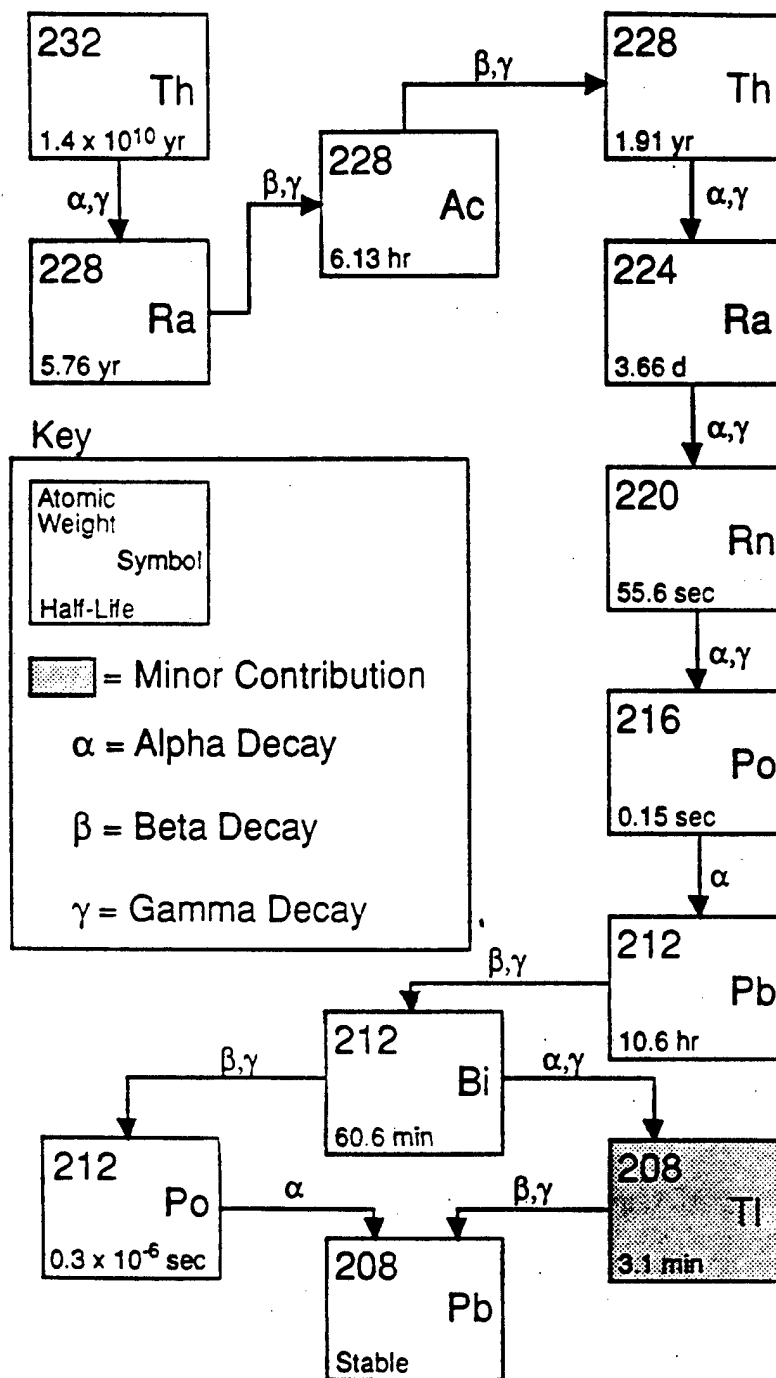 232
Th
1.4 x 10¹⁰ yr
α,γ
228
Ra
5.76 yr
β,γ
228
Ac
6.13 hr
β,γ
228
Th
1.91 yr
α,γ
224
Ra
3.66 d
α,γ
220
Rn
55.6 sec
α,γ
216
Po
0.15 sec
α
212
Pb
10.6 hr
β,γ
212
Bi
60.6 min
β,γ
α,γ
212
Po
0.3 x 10⁻⁶ sec
α
208
Tl
3.1 min
β,γ
208
Pb
Stable
Key
Atomic
Weight
Symbol
Half-Life
= Minor Contribution
α = Alpha Decay
β = Beta Decay
γ = Gamma Decay